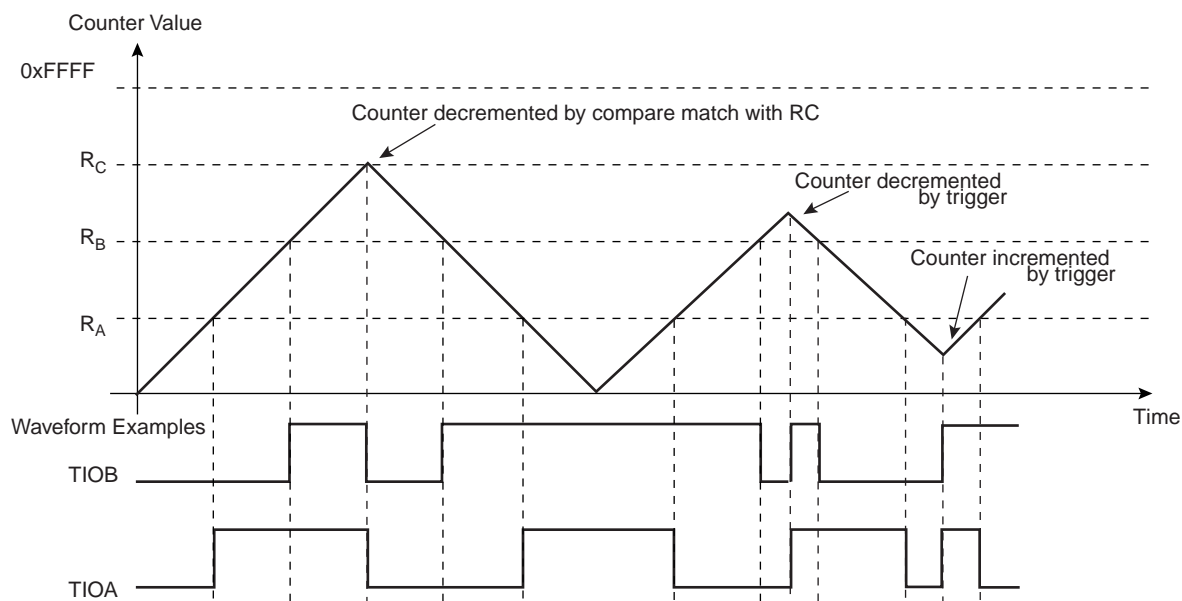 Counter Value
0xFFFF
Counter decremented by compare match with RC
RC
Counter decremented
by trigger
RB
Counter incremented
by trigger
RA
Time
Waveform Examples
TIOB
TIOA